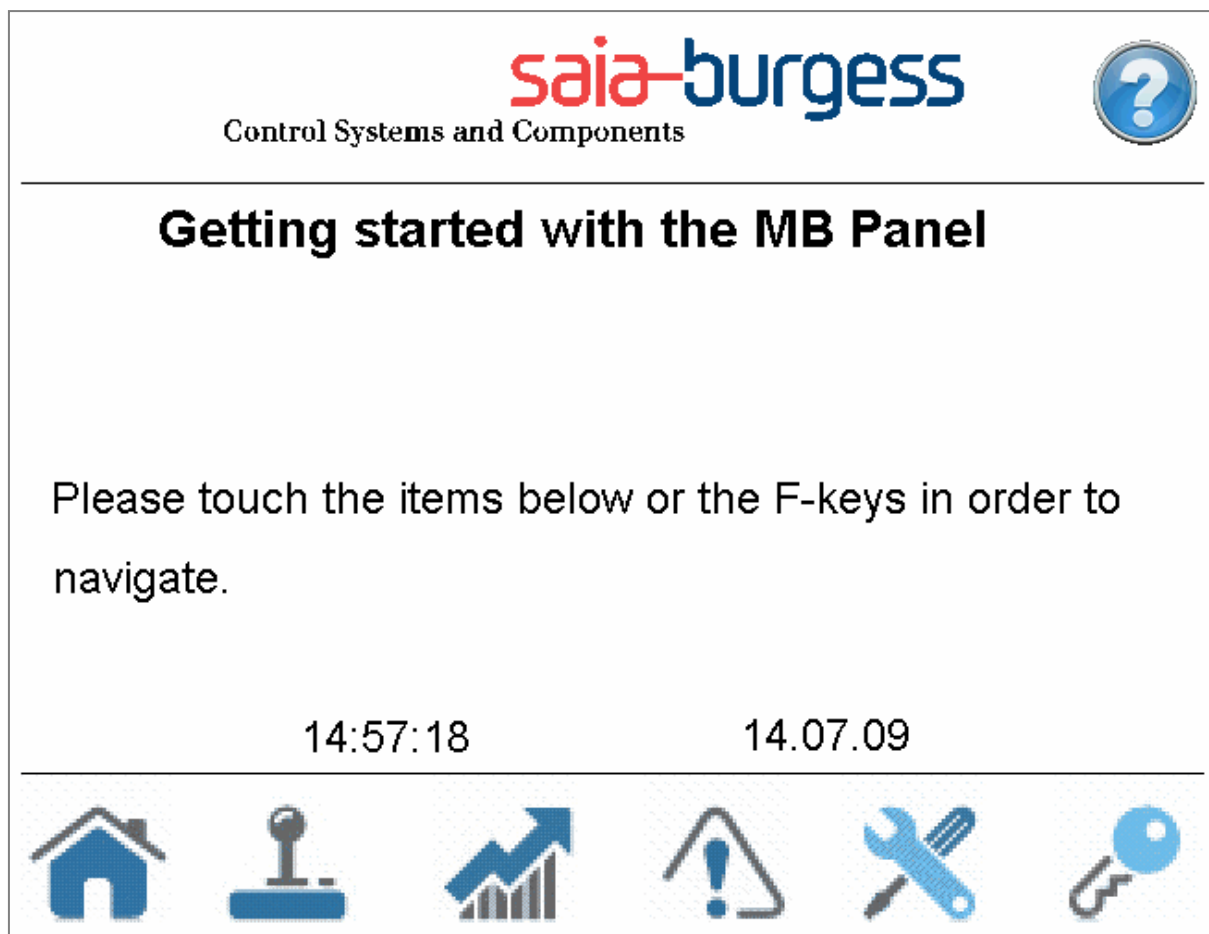 saia-burgess
Control Systems and Components
?
Getting started with the MB Panel
Please touch the items below or the F-keys in order to
navigate.
14:57:18 14.07.09